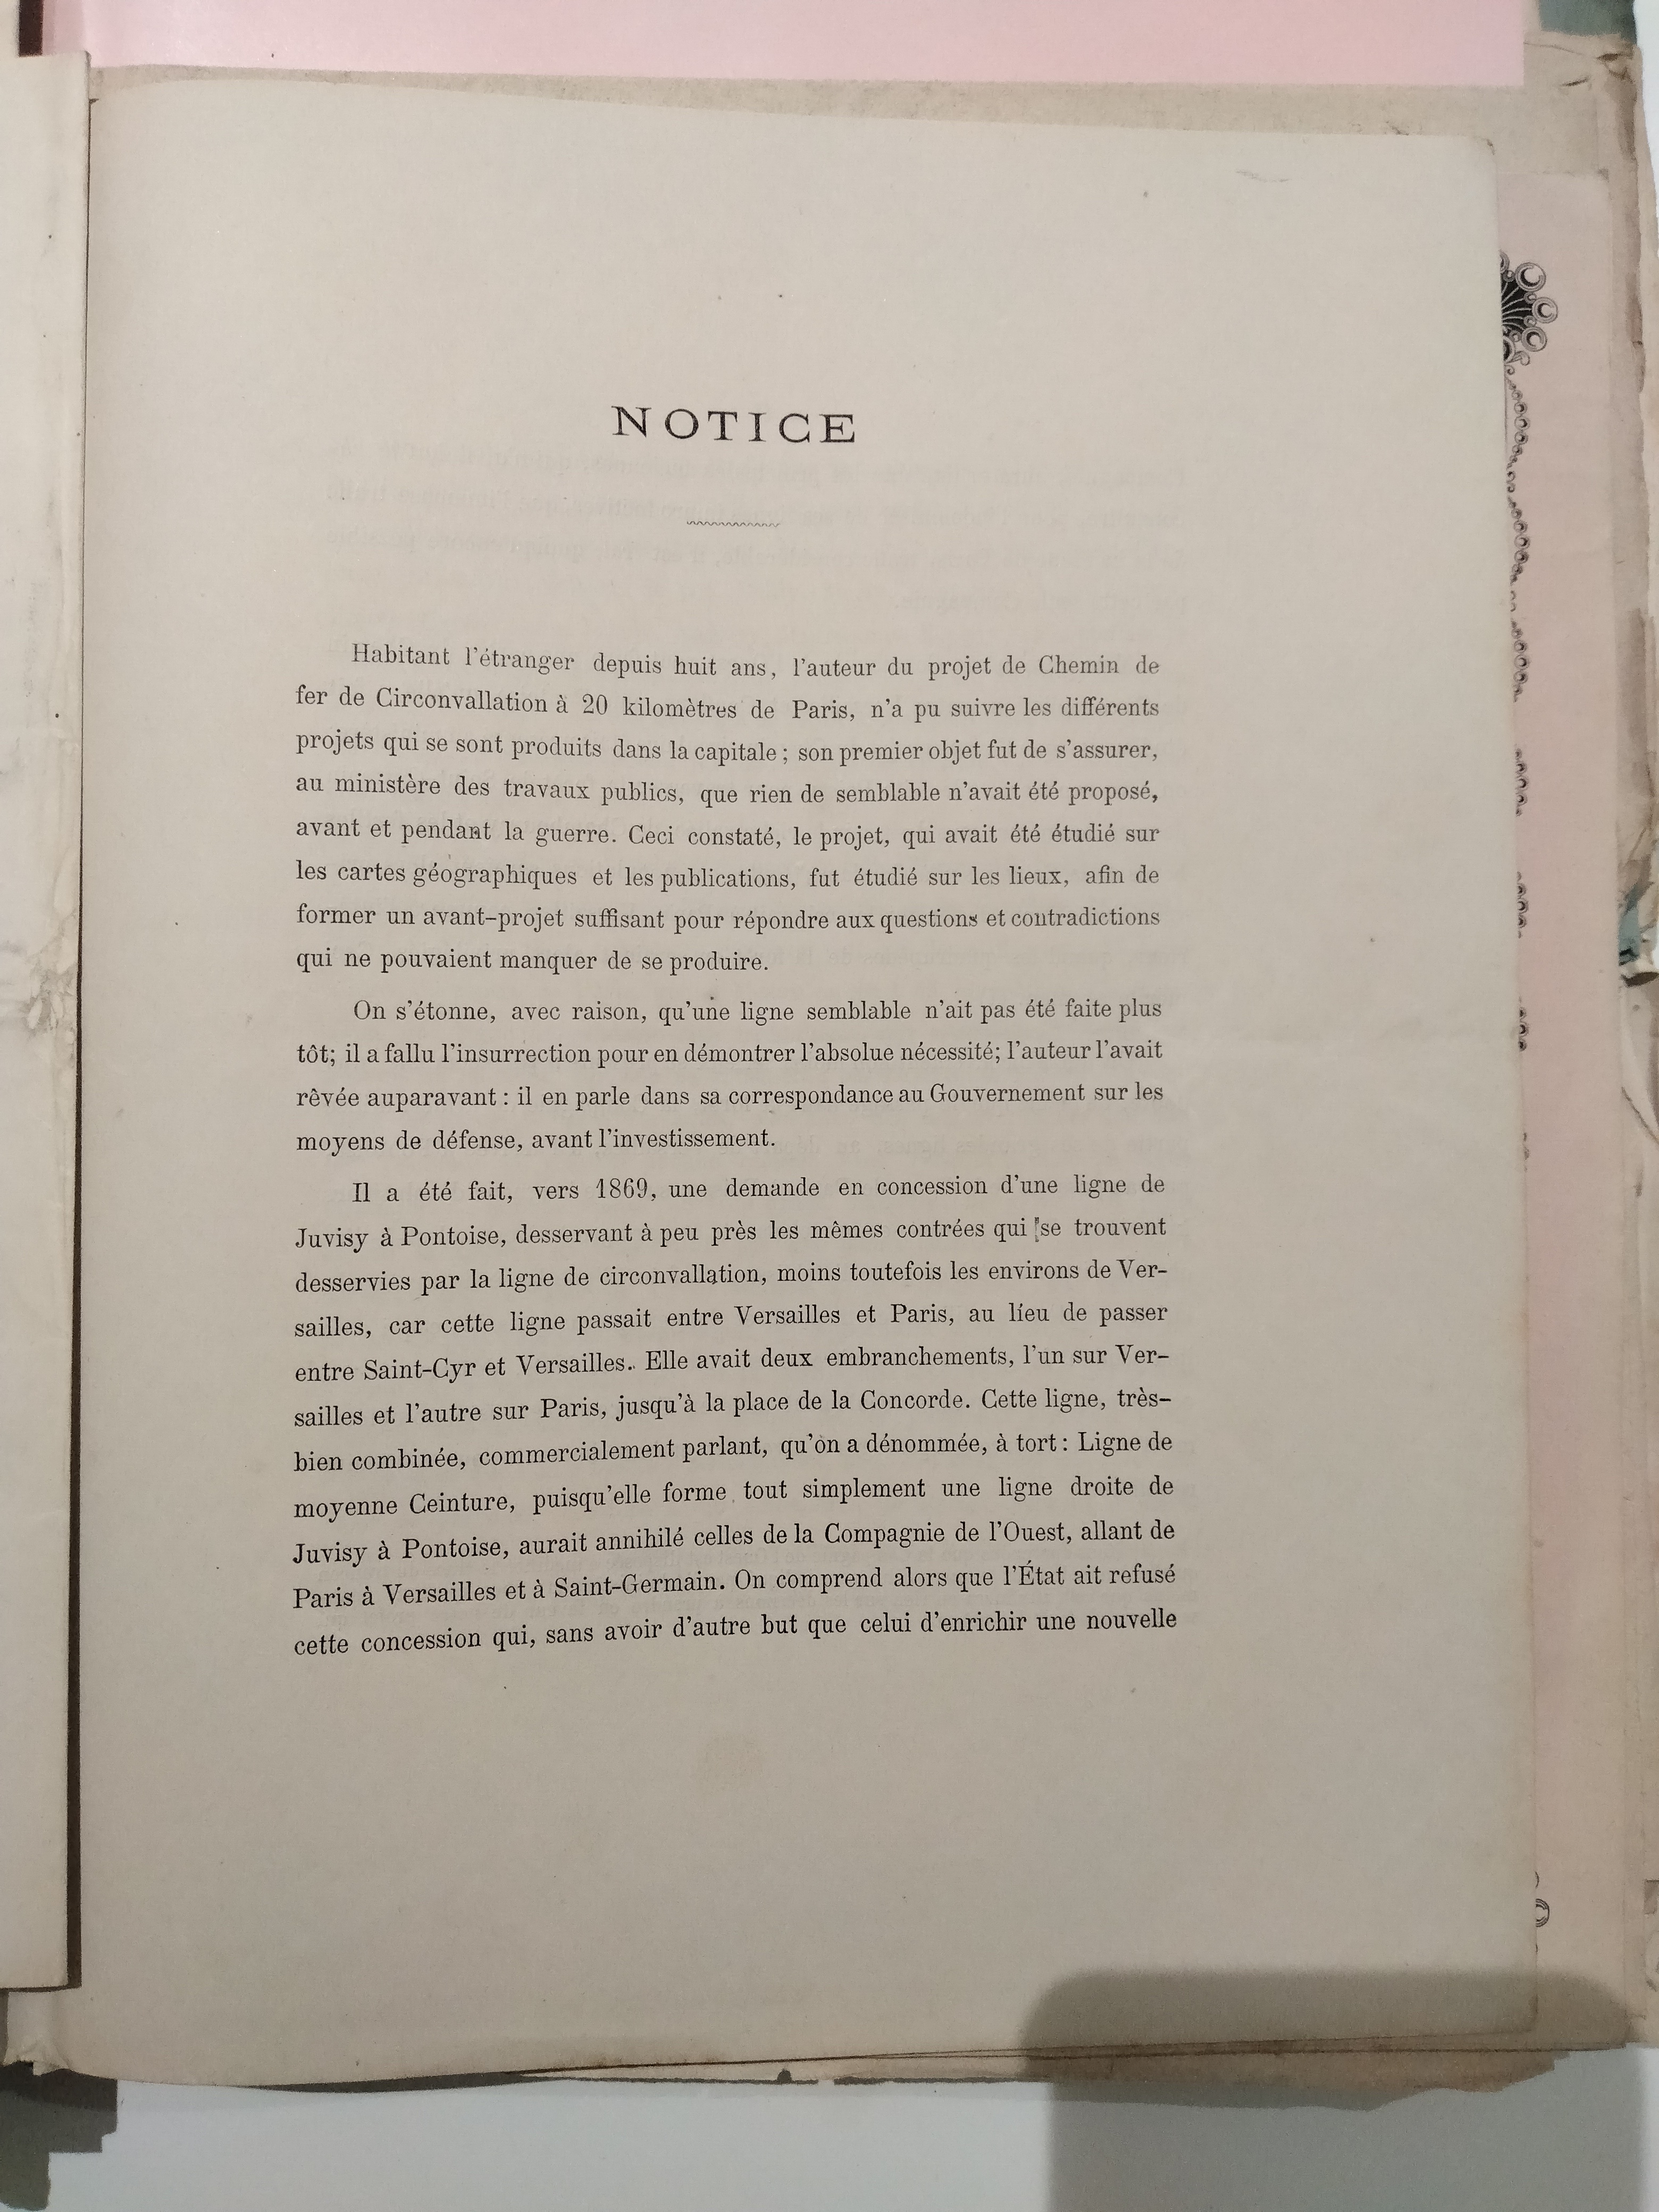 NOTICE
Habitant l'étranger depuis huit ans, l'auteur du projet de Chemin de
fer de Circonvallation à 20 kilomètres de Paris, n'a pu suivre les différents
projets qui se sont produits dans la capitale ; son premier objet fut de s'assurer,
au ministère des travaux publics, que rien de semblable n'avait été proposé,
avant et pendant la guerre. Ceci constaté, le projet, qui avait été étudié sur
les cartes géographiques et les publications, fut étudié sur les lieux, afin de
former un avant-projet suffisant pour répondre aux questions et contradictions
qui ne pouvaient manquer de se produire.
On s'étonne, avec raison, qu'une ligne semblable n'ait pas été faite plus
tôt; il a fallu l'insurrection pour en démontrer l'absolue nécessité; l'auteur l'avait
rêvée auparavant : il en parle dans sa correspondance au Gouvernement sur les
moyens de défense, avant l'investissement.
Il a été fait, vers 1869, une demande en concession d'une ligne de
Juvisy à Pontoise, desservant à peu près les mêmes contrées qui se trouvent
desservies par la ligne de circonvallation, moins toutefois les environs de Ver-
sailles, car cette ligne passait entre Versailles et Paris, au lieu de passer
entre Saint-Cyr et Versailles. Elle avait deux embranchements, l'un sur Ver-
sailles et l'autre sur Paris, jusqu'à la place de la Concorde. Cette ligne, très-
bien combinée, commercialement parlant, qu'on a dénommée, à tort : Ligne de
moyenne Ceinture, puisqu'elle forme tout simplement une ligne droite de
Juvisy à Pontoise, aurait annihilé celles de la Compagnie de l'Ouest, allant de
Paris à Versailles et à Saint-Germain. On comprend alors que l'État ait refusé
cette concession qui, sans avoir d'autre but que celui d'enrichir une nouvelle